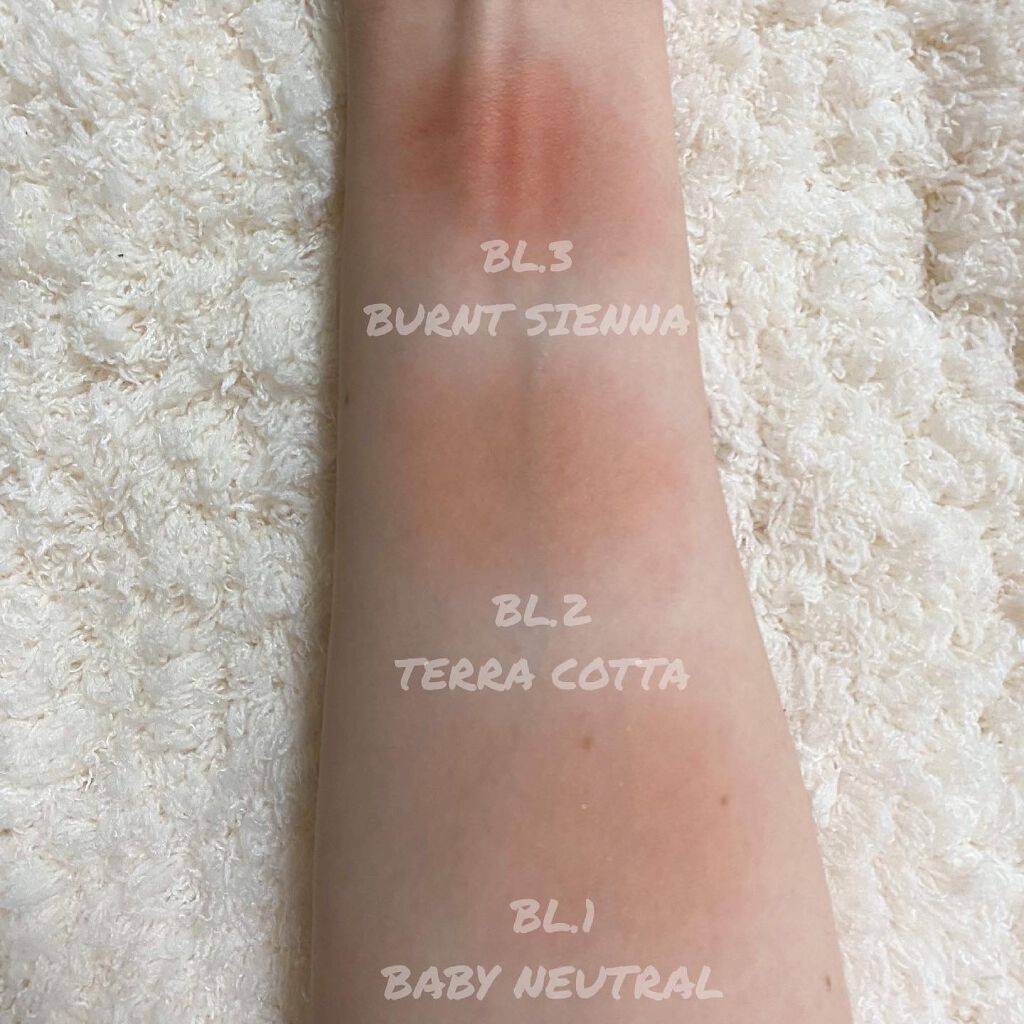 BL.3
BURNT SIENNA
BL.2
TERRA COTTA
BL.1
BABY NEUTRAL